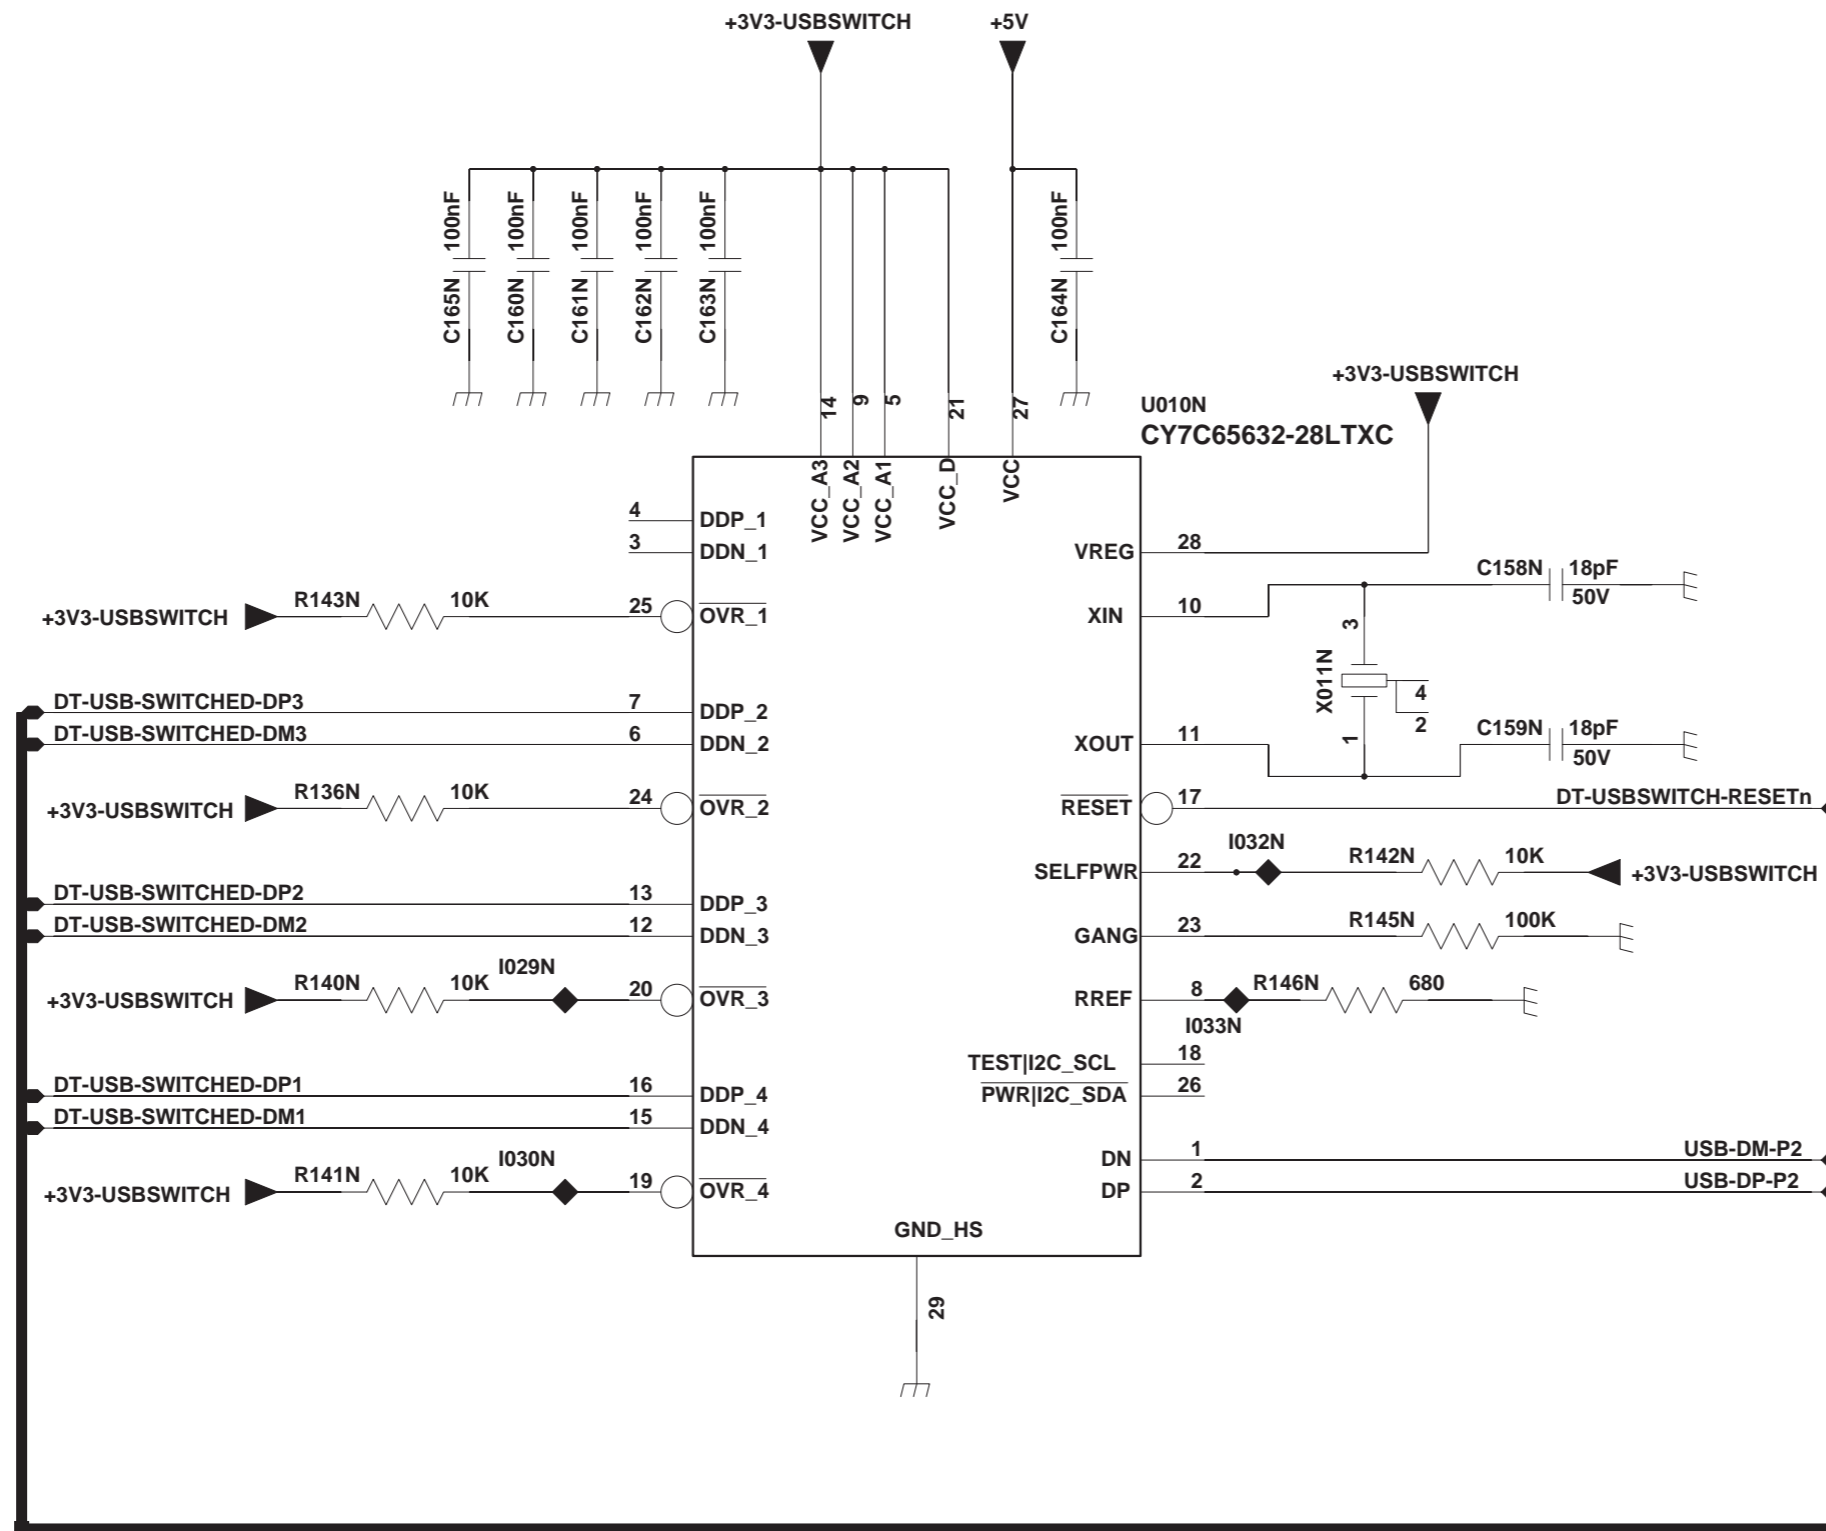 +3V3-USBSWITCH +5V
100nF 100nF 100nF 100nF 100nF 100nF
C165N C160N C161N C162N C163N C164N
+3V3-USBSWITCH
14 9 5 21 27
U010N
CY7C65632-28LTXC
VCC_A3 VCC_A2 VCC_A1 VCC_D VCC
4 DDP_1
3 DDN_1
VREG 28
C158N 18pF
50V
+3V3-USBSWITCH R143N 10K 25 OVR_1
XIN 10
3
X011N
4
2
1
DT-USB-SWITCHED-DP3 7 DDP_2
DT-USB-SWITCHED-DM3 6 DDN_2
XOUT 11
C159N 18pF
50V
+3V3-USBSWITCH R136N 10K 24 OVR_2
RESET 17 DT-USBSWITCH-RESETn
I032N
SELFPWR 22 R142N 10K +3V3-USBSWITCH
DT-USB-SWITCHED-DP2 13 DDP_3
DT-USB-SWITCHED-DM2 12 DDN_3
GANG 23 R145N 100K
I029N
+3V3-USBSWITCH R140N 10K 20 OVR_3
RREF 8 R146N 680
I033N
TEST|I2C_SCL 18
PWR|I2C_SDA 26
DT-USB-SWITCHED-DP1 16 DDP_4
DT-USB-SWITCHED-DM1 15 DDN_4
I030N
+3V3-USBSWITCH R141N 10K 19 OVR_4
DN 1 USB-DM-P2
DP 2 USB-DP-P2
GND_HS
29